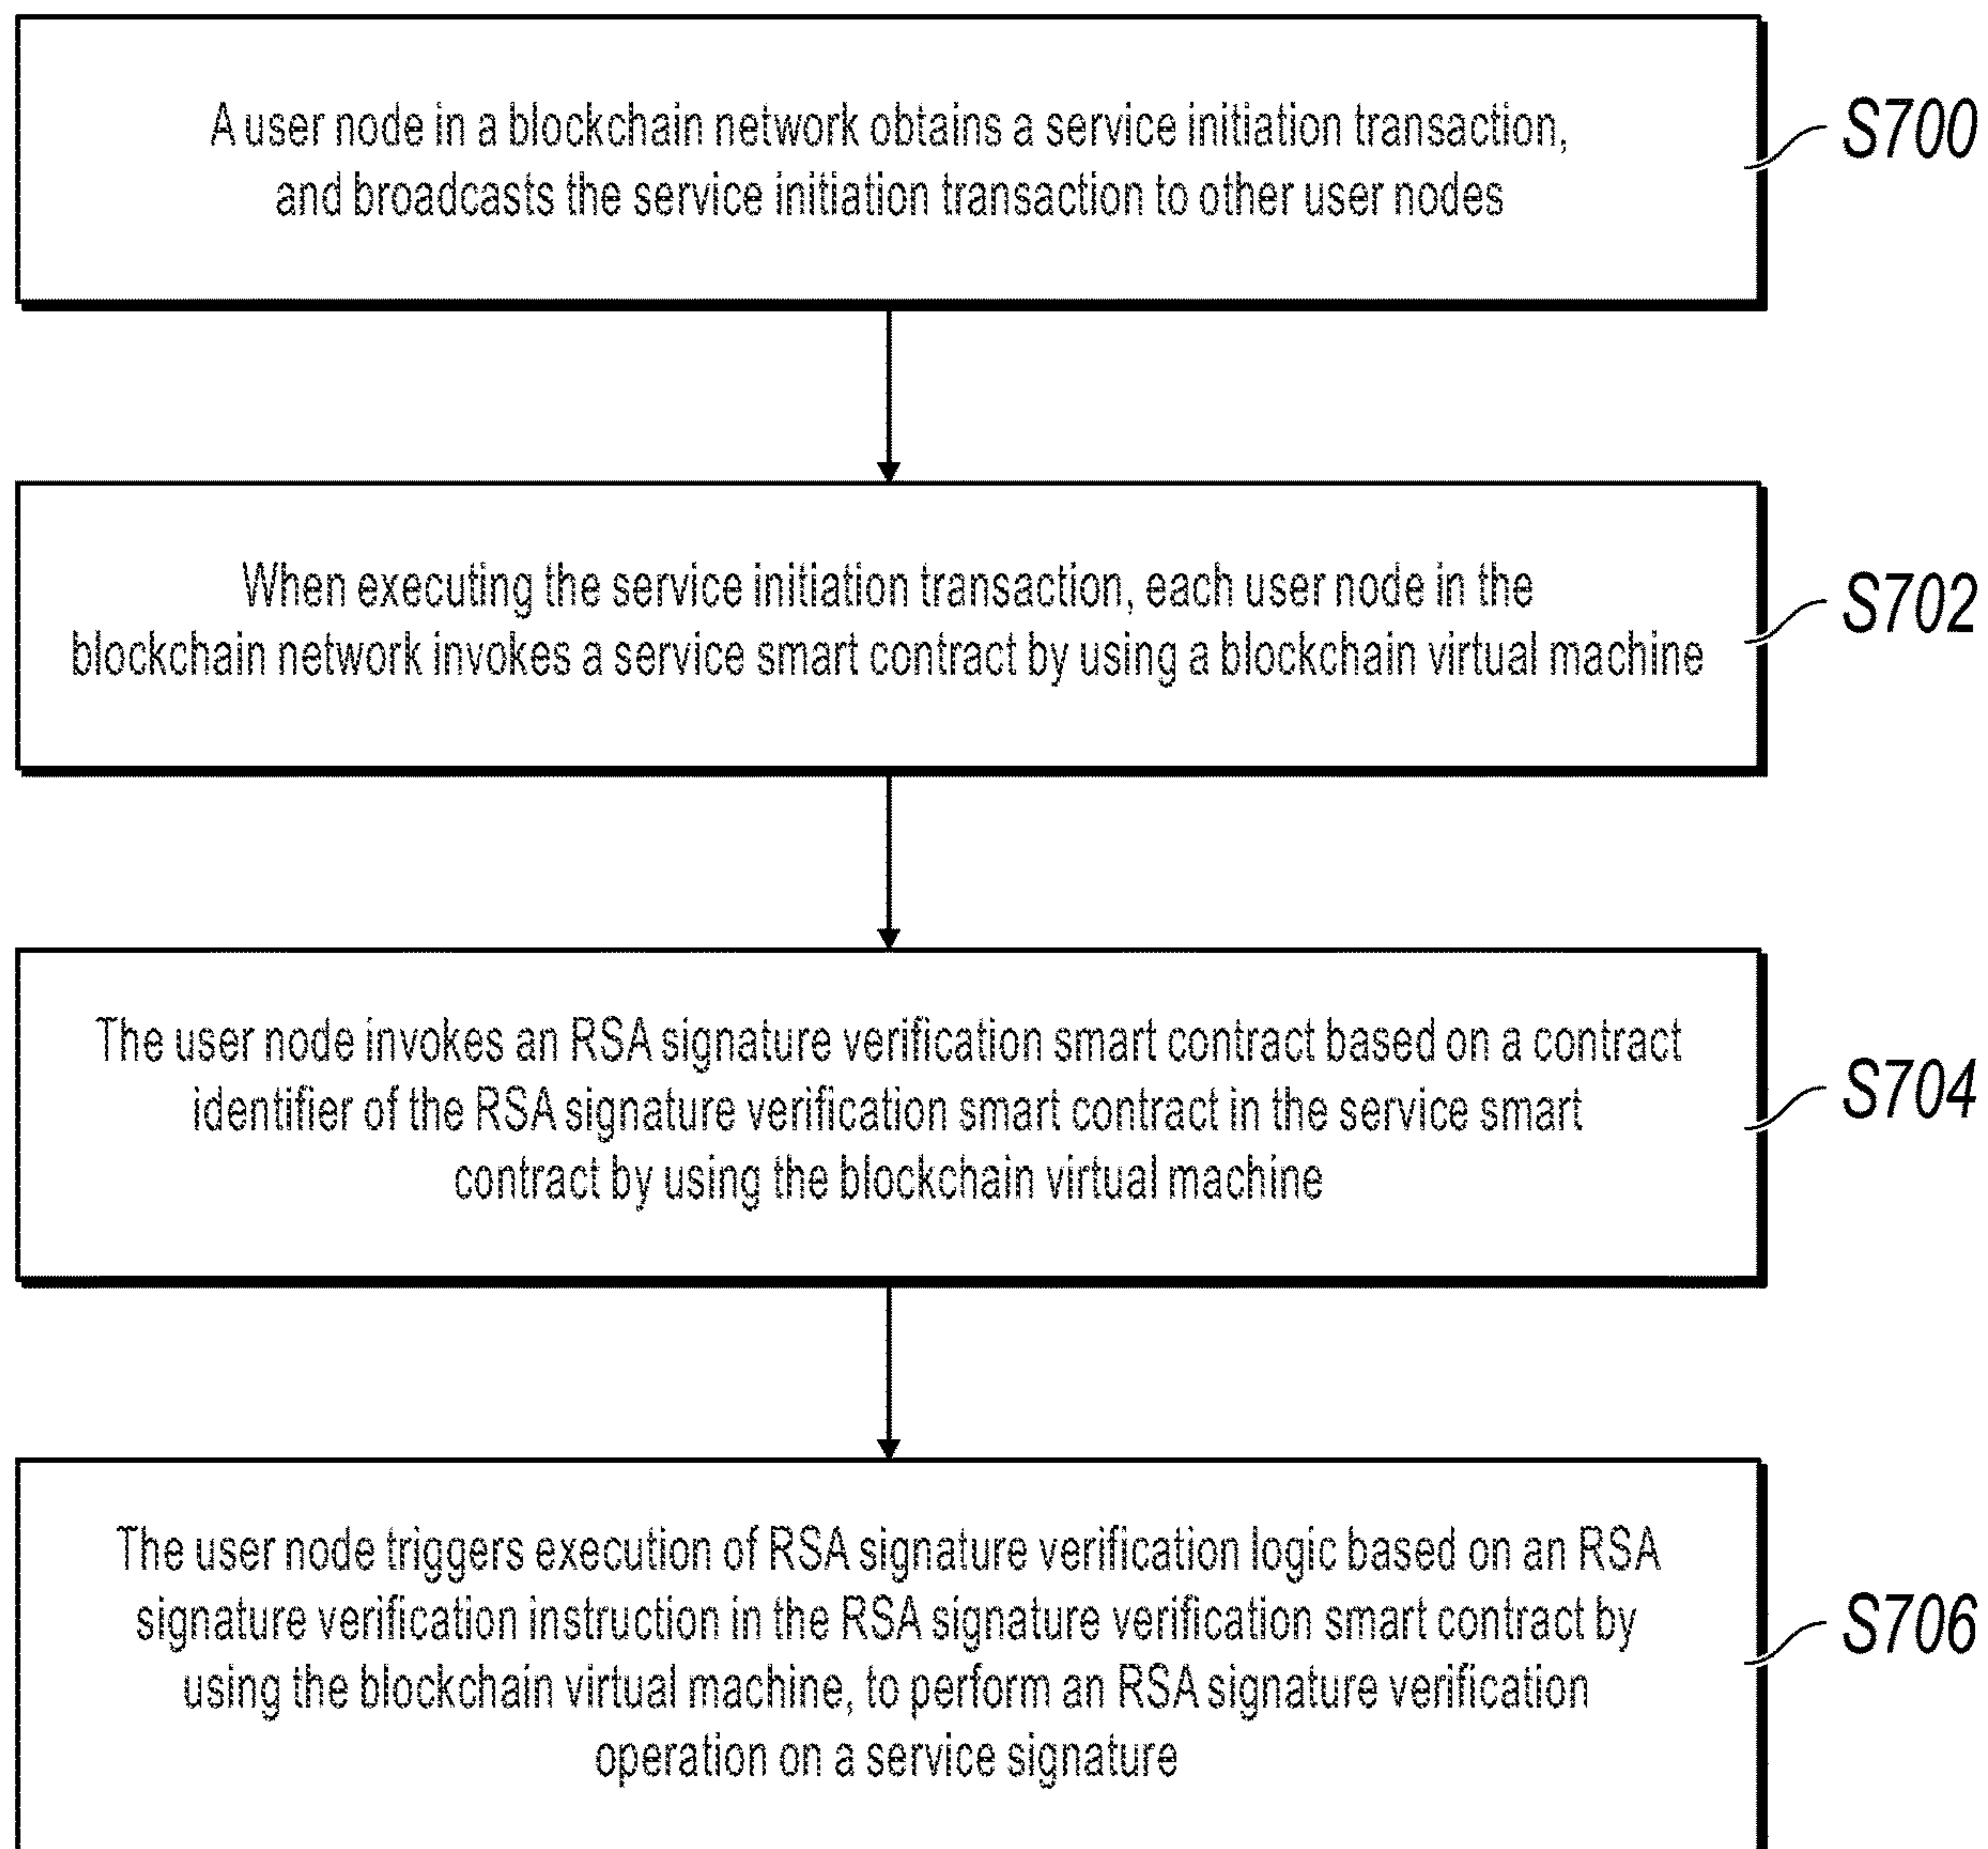 A user node in a blockchain network obtains a service initiation transaction,
and broadcasts the service initiation transaction to other user nodes
S700
When executing the service initiation transaction, each user node in the
blockchain network invokes a service smart contract by using a blockchain virtual machine
S702
The user node invokes an RSA signature verification smart contract based on a contract
identifier of the RSA signature verification smart contract in the service smart
contract by using the blockchain virtual machine
S704
The user node triggers execution of RSA signature verification logic based on an RSA
signature verification instruction in the RSA signature verification smart contract by
using the blockchain virtual machine, to perform an RSA signature verification
operation on a service signature
S706